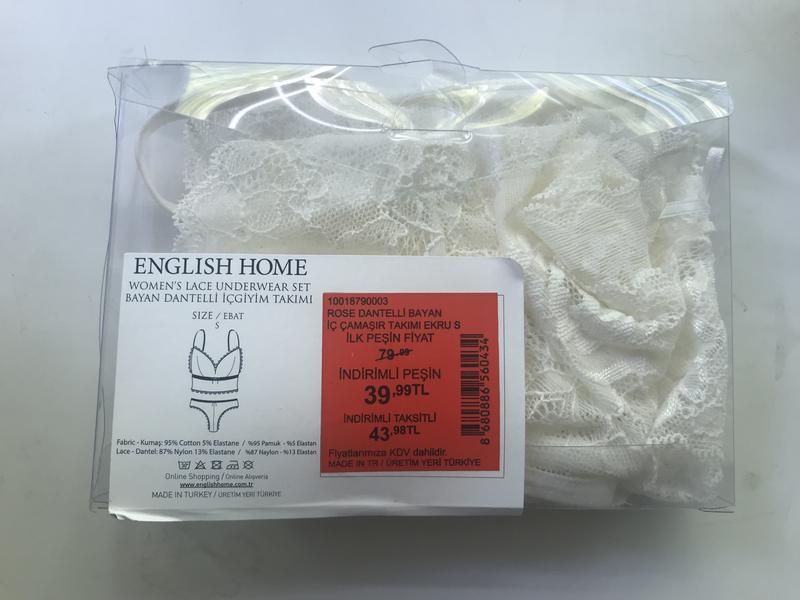 ENGLISH HOME
WOMEN'S LACE UNDERWEAR SET
BAYAN DANTELLİ İÇGİYİM TAKIMI
SIZE / EBAT
S
Fabric - Kumaş: 95% Cotton 5% Elastane / %95 Pamuk - %5 Elastan
Lace - Dantel: 87% Nylon 13% Elastane / %87 Naylon - %13 Elastan
Online Shopping / Online Alışveriş
www.englishhome.com.tr
MADE IN TURKEY / ÜRETİM YERİ TÜRKİYE
10018790003
ROSE DANTELLİ BAYAN
İÇ ÇAMAŞIR TAKIMI EKRU S
İLK PEŞİN FİYAT
79,99
İNDİRİMLİ PEŞİN
39,99TL
İNDİRİMLİ TAKSİTLİ
43,98TL
Fiyatlarımıza KDV dahildir.
MADE IN TR / ÜRETİM YERİ TÜRKİYE
8 680886 560434